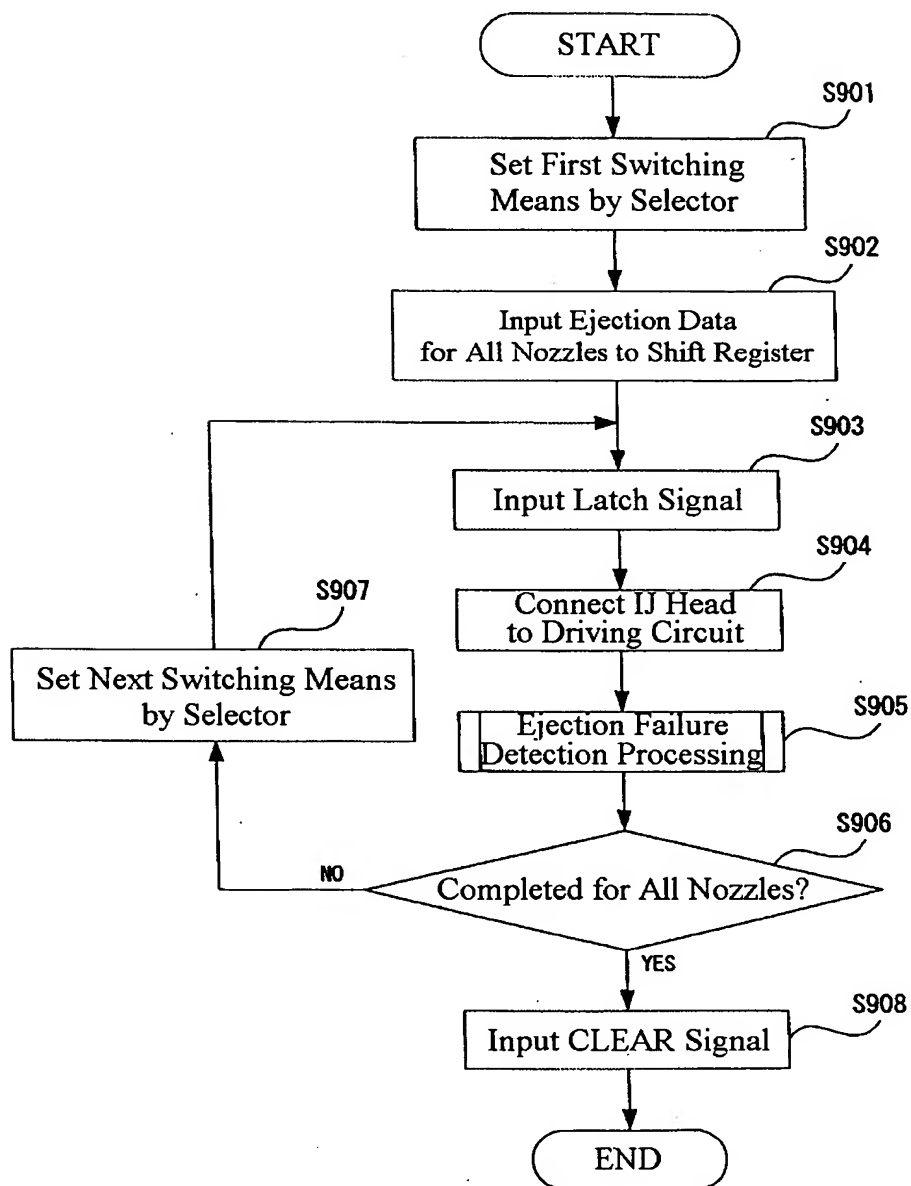 START
S901
Set First Switching
Means by Selector
S902
Input Ejection Data
for All Nozzles to Shift Register
S903
Input Latch Signal
S904
Connect IJ Head
to Driving Circuit
S907
Set Next Switching Means
by Selector
S905
Ejection Failure
Detection Processing
S906
Completed for All Nozzles?
NO
YES
S908
Input CLEAR Signal
END